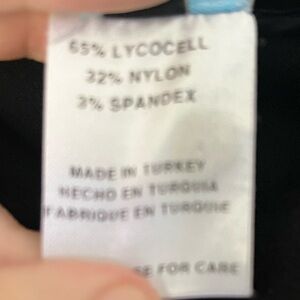 65% LYCOCELL
32% NYLON
3% SPANDEX
MADE IN TURKEY
HECHO EN TURQUIA
FABRIQUE EN TURQUIE
FOR CARE